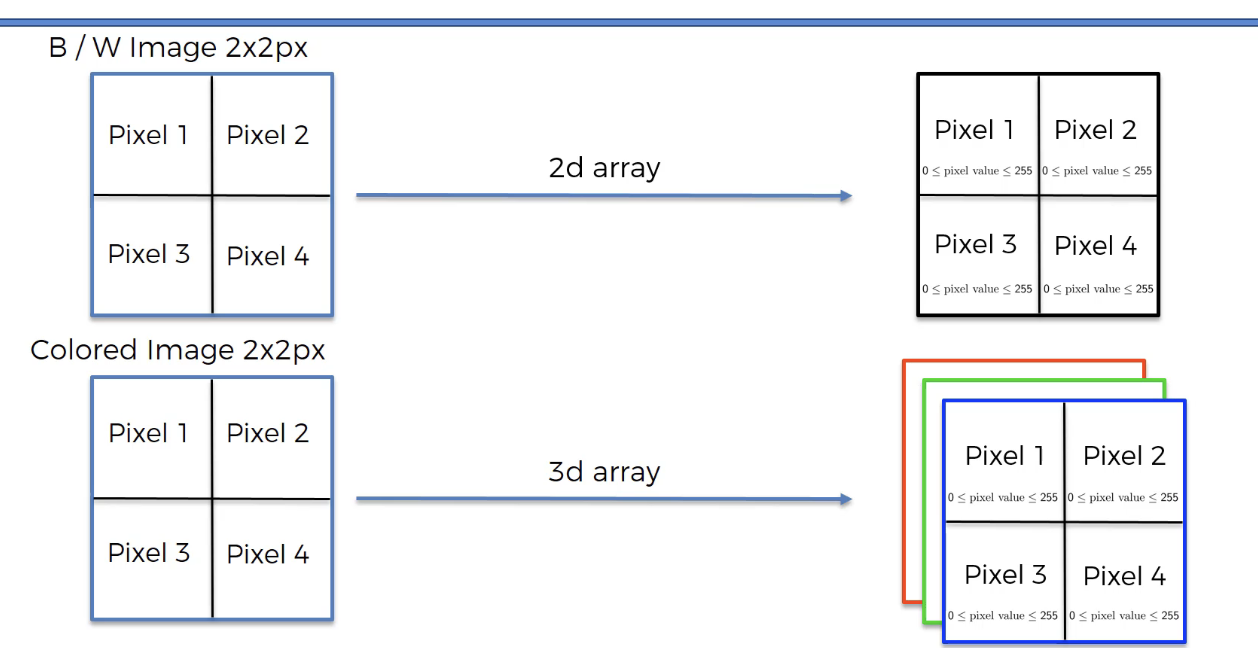 B / W Image 2x2px
Pixel 1 Pixel 2
Pixel 3 Pixel 4
2d array
Pixel 1 Pixel 2
0 ≤ pixel value ≤ 255 0 ≤ pixel value ≤ 255
Pixel 3 Pixel 4
0 ≤ pixel value ≤ 255 0 ≤ pixel value ≤ 255
Colored Image 2x2px
Pixel 1 Pixel 2
Pixel 3 Pixel 4
3d array
Pixel 1 Pixel 2
0 ≤ pixel value ≤ 255 0 ≤ pixel value ≤ 255
Pixel 3 Pixel 4
0 ≤ pixel value ≤ 255 0 ≤ pixel value ≤ 255